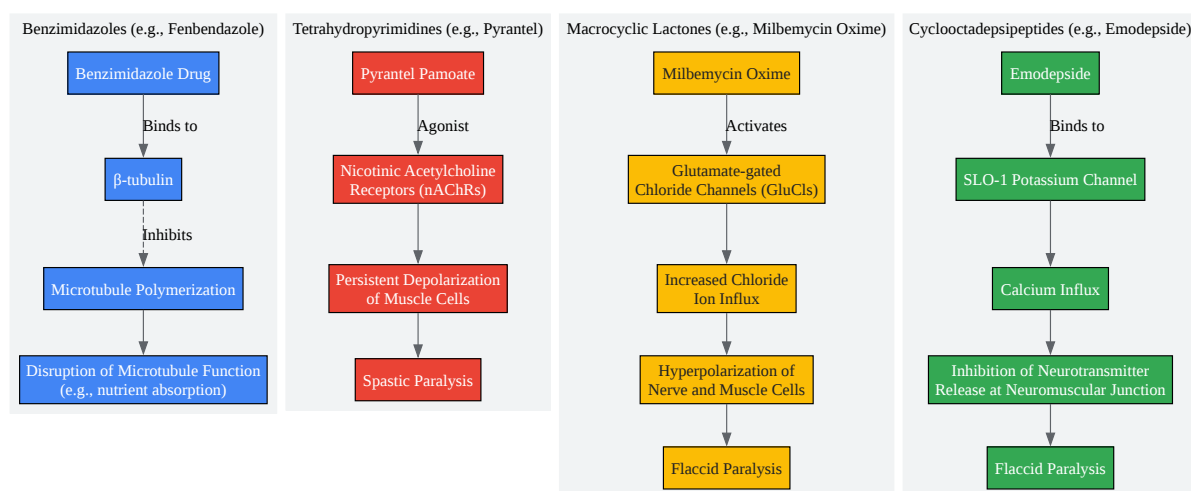 Benzimidazoles (e.g., Fenbendazole)
Benzimidazole Drug
Binds to
β-tubulin
Inhibits
Microtubule Polymerization
Disruption of Microtubule Function
(e.g., nutrient absorption)
Tetrahydropyrimidines (e.g., Pyrantel)
Pyrantel Pamoate
Agonist
Nicotinic Acetylcholine
Receptors (nAChRs)
Persistent Depolarization
of Muscle Cells
Spastic Paralysis
Macrocyclic Lactones (e.g., Milbemycin Oxime)
Milbemycin Oxime
Activates
Glutamate-gated
Chloride Channels (GluCls)
Increased Chloride
Ion Influx
Hyperpolarization of
Nerve and Muscle Cells
Flaccid Paralysis
Cyclooctadepsipeptides (e.g., Emodepside)
Emodepside
Binds to
SLO-1 Potassium Channel
Calcium Influx
Inhibition of Neurotransmitter
Release at Neuromuscular Junction
Flaccid Paralysis